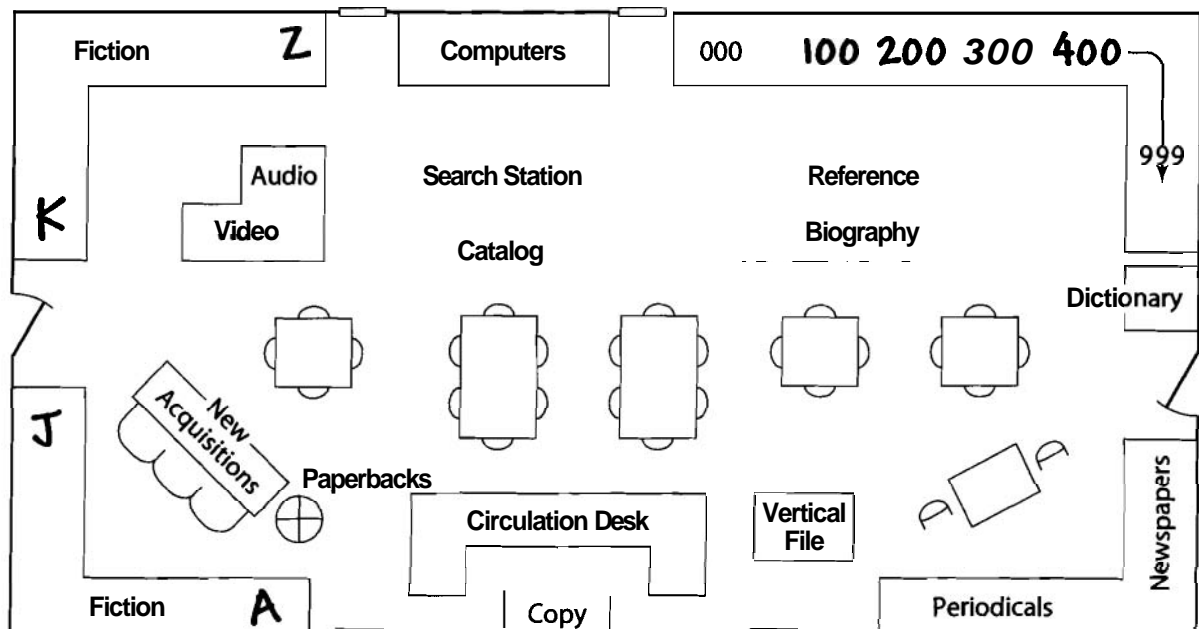 Fiction Z
Computers
000 100 200 300 400
999
Audio
Video
K
Search Station
Catalog
Reference
Biography
Dictionary
J
New
Acquisitions
Paperbacks
Circulation Desk
Vertical
File
Newspapers
Fiction A
Copy
Periodicals